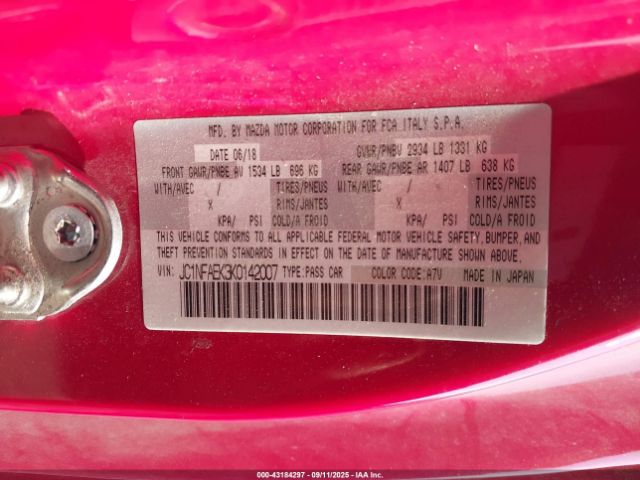 MFD. BY MAZDA MOTOR CORPORATION FOR FCA ITALY S.P.A.
DATE 06/18 GVWR/PNBV 2934 LB 1331 KG
FRONT GAWR/PNBE AV 1534 LB 696 KG REAR GAWR/PNBE AR 1407 LB 638 KG
WITH/AVEC / TIRES/PNEUS WITH/AVEC / TIRES/PNEUS
X RIMS/JANTES X RIMS/JANTES
KPA/ PSI COLD/A FROID KPA/ PSI COLD/A FROID
THIS VEHICLE CONFORMS TO ALL APPLICABLE FEDERAL MOTOR VEHICLE SAFETY, BUMPER, AND
THEFT PREVENTION STANDARDS IN EFFECT ON THE DATE OF MANUFACTURE SHOWN ABOVE.
VIN: JC1NFAEK3K0142007 TYPE: PASS CAR COLOR CODE: A7V MADE IN JAPAN
000-43184297 - 09/11/2025 - WWW.IAAI.COM